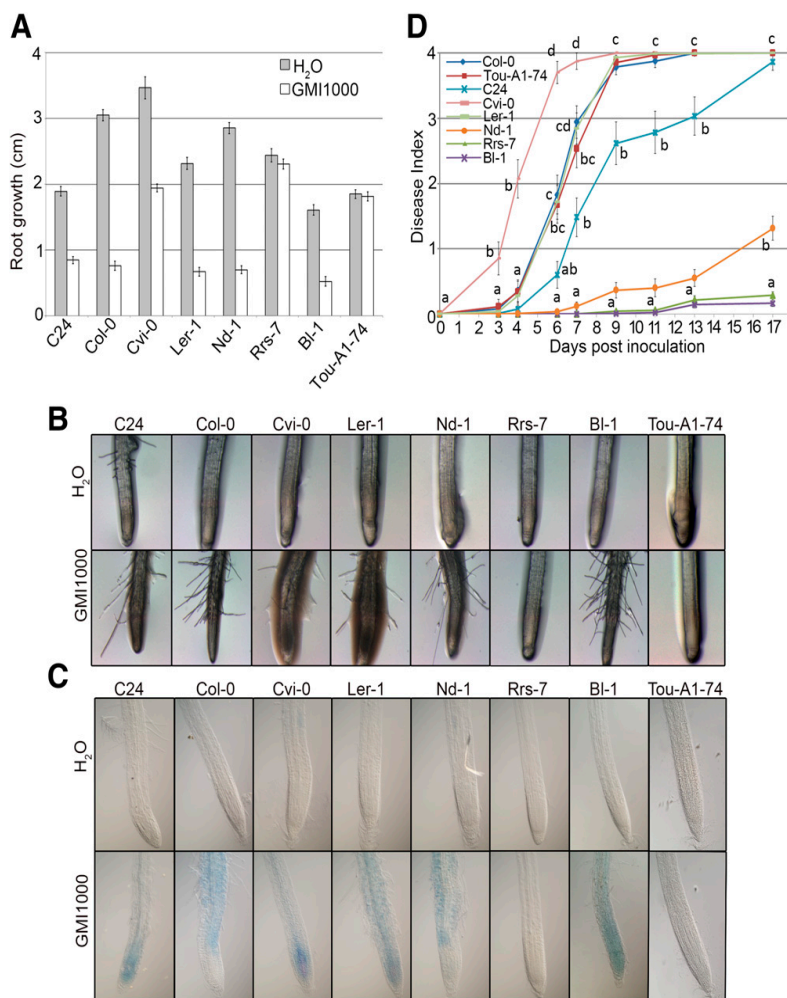 A
Root growth (cm)
4
3
2
1
0
H₂O
GMI1000
C24
Col-0
Cvi-0
Ler-1
Nd-1
Rrs-7
Bl-1
Tou-A1-74
D
Disease Index
4
3
2
1
0
Col-0
Tou-A1-74
C24
Cvi-0
Ler-1
Nd-1
Rrs-7
Bl-1
d d c c c c
cd
b c bc b b b b
bc
b ab b
a a a a a a a a a
0 1 2 3 4 5 6 7 8 9 10 11 12 13 14 15 16 17
Days post inoculation
B
C24 Col-0 Cvi-0 Ler-1 Nd-1 Rrs-7 Bl-1 Tou-A1-74
H₂O
GMI1000
C
C24 Col-0 Cvi-0 Ler-1 Nd-1 Rrs-7 Bl-1 Tou-A1-74
H₂O
GMI1000